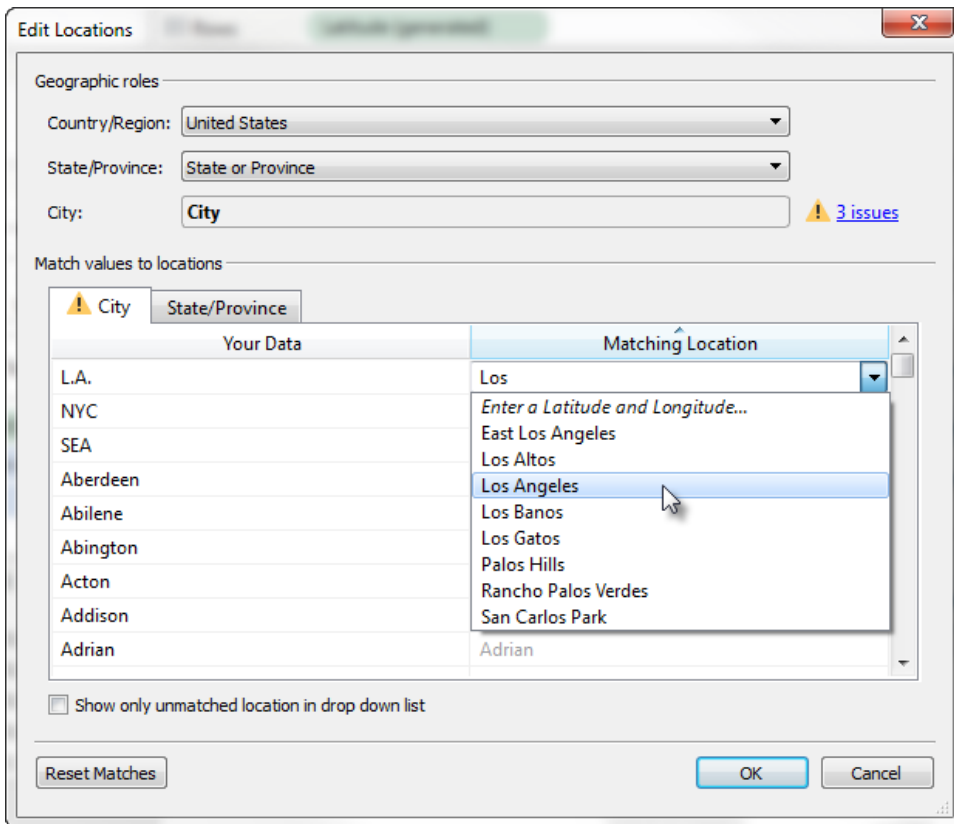 Edit Locations
Geographic roles
Country/Region: United States
State/Province: State or Province
City: City 3 issues
Match values to locations
City State/Province
Your Data Matching Location
L.A. Los
NYC Enter a Latitude and Longitude...
East Los Angeles
SEA Los Altos
Aberdeen Los Angeles
Abilene Los Banos
Abington Los Gatos
Acton Palos Hills
Rancho Palos Verdes
Addison San Carlos Park
Adrian Adrian
Show only unmatched location in drop down list
Reset Matches OK Cancel